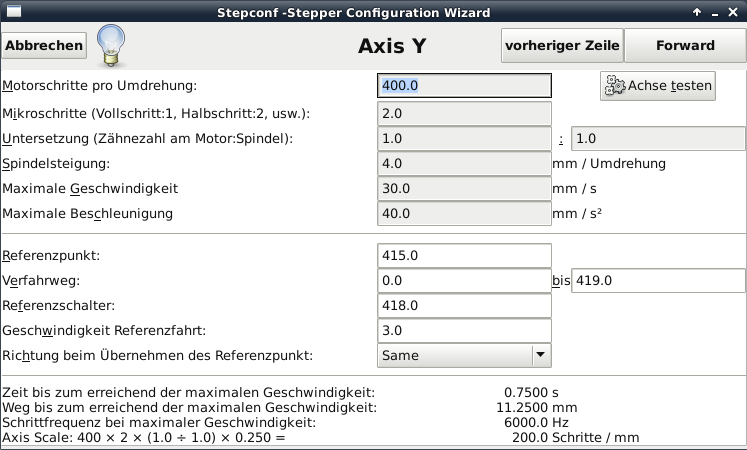 Stepconf -Stepper Configuration Wizard
Abbrechen Axis Y vorheriger Zeile Forward
Motorschritte pro Umdrehung: 400.0 Achse testen
Mikroschritte (Vollschritt:1, Halbschritt:2, usw.): 2.0
Untersetzung (Zähnezahl am Motor:Spindel): 1.0 : 1.0
Spindelsteigung: 4.0 mm / Umdrehung
Maximale Geschwindigkeit 30.0 mm / s
Maximale Beschleunigung 40.0 mm / s²
Referenzpunkt: 415.0
Verfahrweg: 0.0 bis 419.0
Referenzschalter: 418.0
Geschwindigkeit Referenzfahrt: 3.0
Richtung beim Übernehmen des Referenzpunkt: Same
Zeit bis zum erreichend der maximalen Geschwindigkeit: 0.7500 s
Weg bis zum erreichend der maximalen Geschwindigkeit: 11.2500 mm
Schrittfrequenz bei maximaler Geschwindigkeit: 6000.0 Hz
Axis Scale: 400 × 2 × (1.0 ÷ 1.0) × 0.250 = 200.0 Schritte / mm